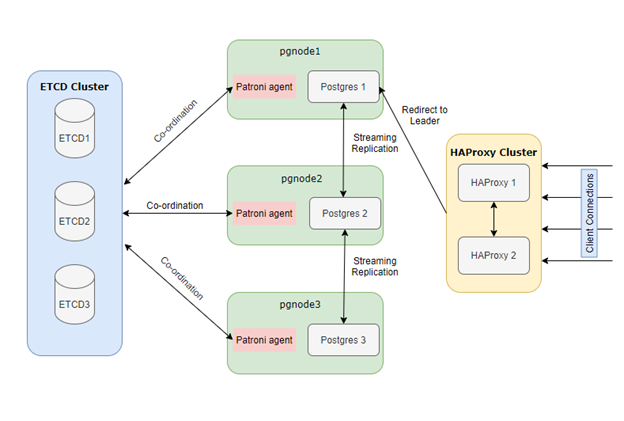 ETCD Cluster
ETCD1
ETCD2
ETCD3
Co-ordination
Co-ordination
Co-ordination
pgnode1
Patroni agent
Postgres 1
Streaming
Replication
pgnode2
Patroni agent
Postgres 2
Streaming
Replication
pgnode3
Patroni agent
Postgres 3
Redirect to
Leader
HAProxy Cluster
HAProxy 1
HAProxy 2
Client Connections